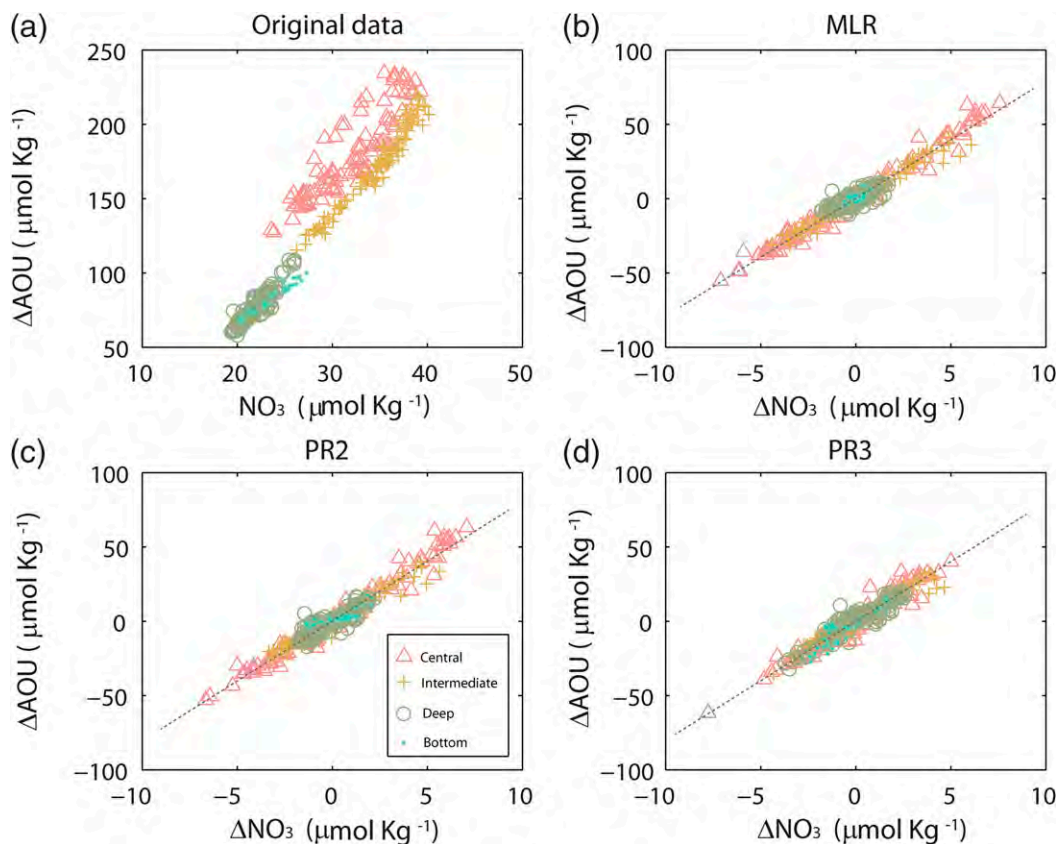 (a) Original data
250
200
150
100
50
ΔAOU ( μmol Kg⁻¹)
10 20 30 40 50
NO₃ (μmol Kg⁻¹)
(b) MLR
100
50
0
−50
−100
ΔAOU ( μmol Kg⁻¹)
−10 −5 0 5 10
ΔNO₃ (μmol Kg⁻¹)
(c) PR2
100
50
0
−50
−100
ΔAOU ( μmol Kg⁻¹)
Central
Intermediate
Deep
Bottom
−10 −5 0 5 10
ΔNO₃ (μmol Kg⁻¹)
(d) PR3
100
50
0
−50
−100
ΔAOU ( μmol Kg⁻¹)
−10 −5 0 5 10
ΔNO₃ (μmol Kg⁻¹)